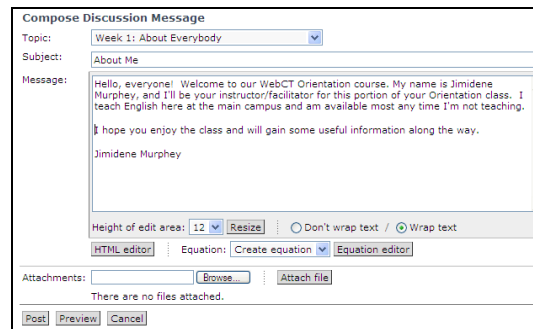 Compose Discussion Message
Topic: Week 1: About Everybody
Subject: About Me
Message: Hello, everyone!  Welcome to our WebCT Orientation course. My name is Jimidene
Murphey, and I'll be your instructor/facilitator for this portion of your Orientation class.  I
teach English here at the main campus and am available most any time I'm not teaching.
I hope you enjoy the class and will gain some useful information along the way.
Jimidene Murphey
Height of edit area: 12 Resize Don't wrap text / Wrap text
HTML editor Equation: Create equation Equation editor
Attachments: Browse... Attach file
There are no files attached.
Post Preview Cancel